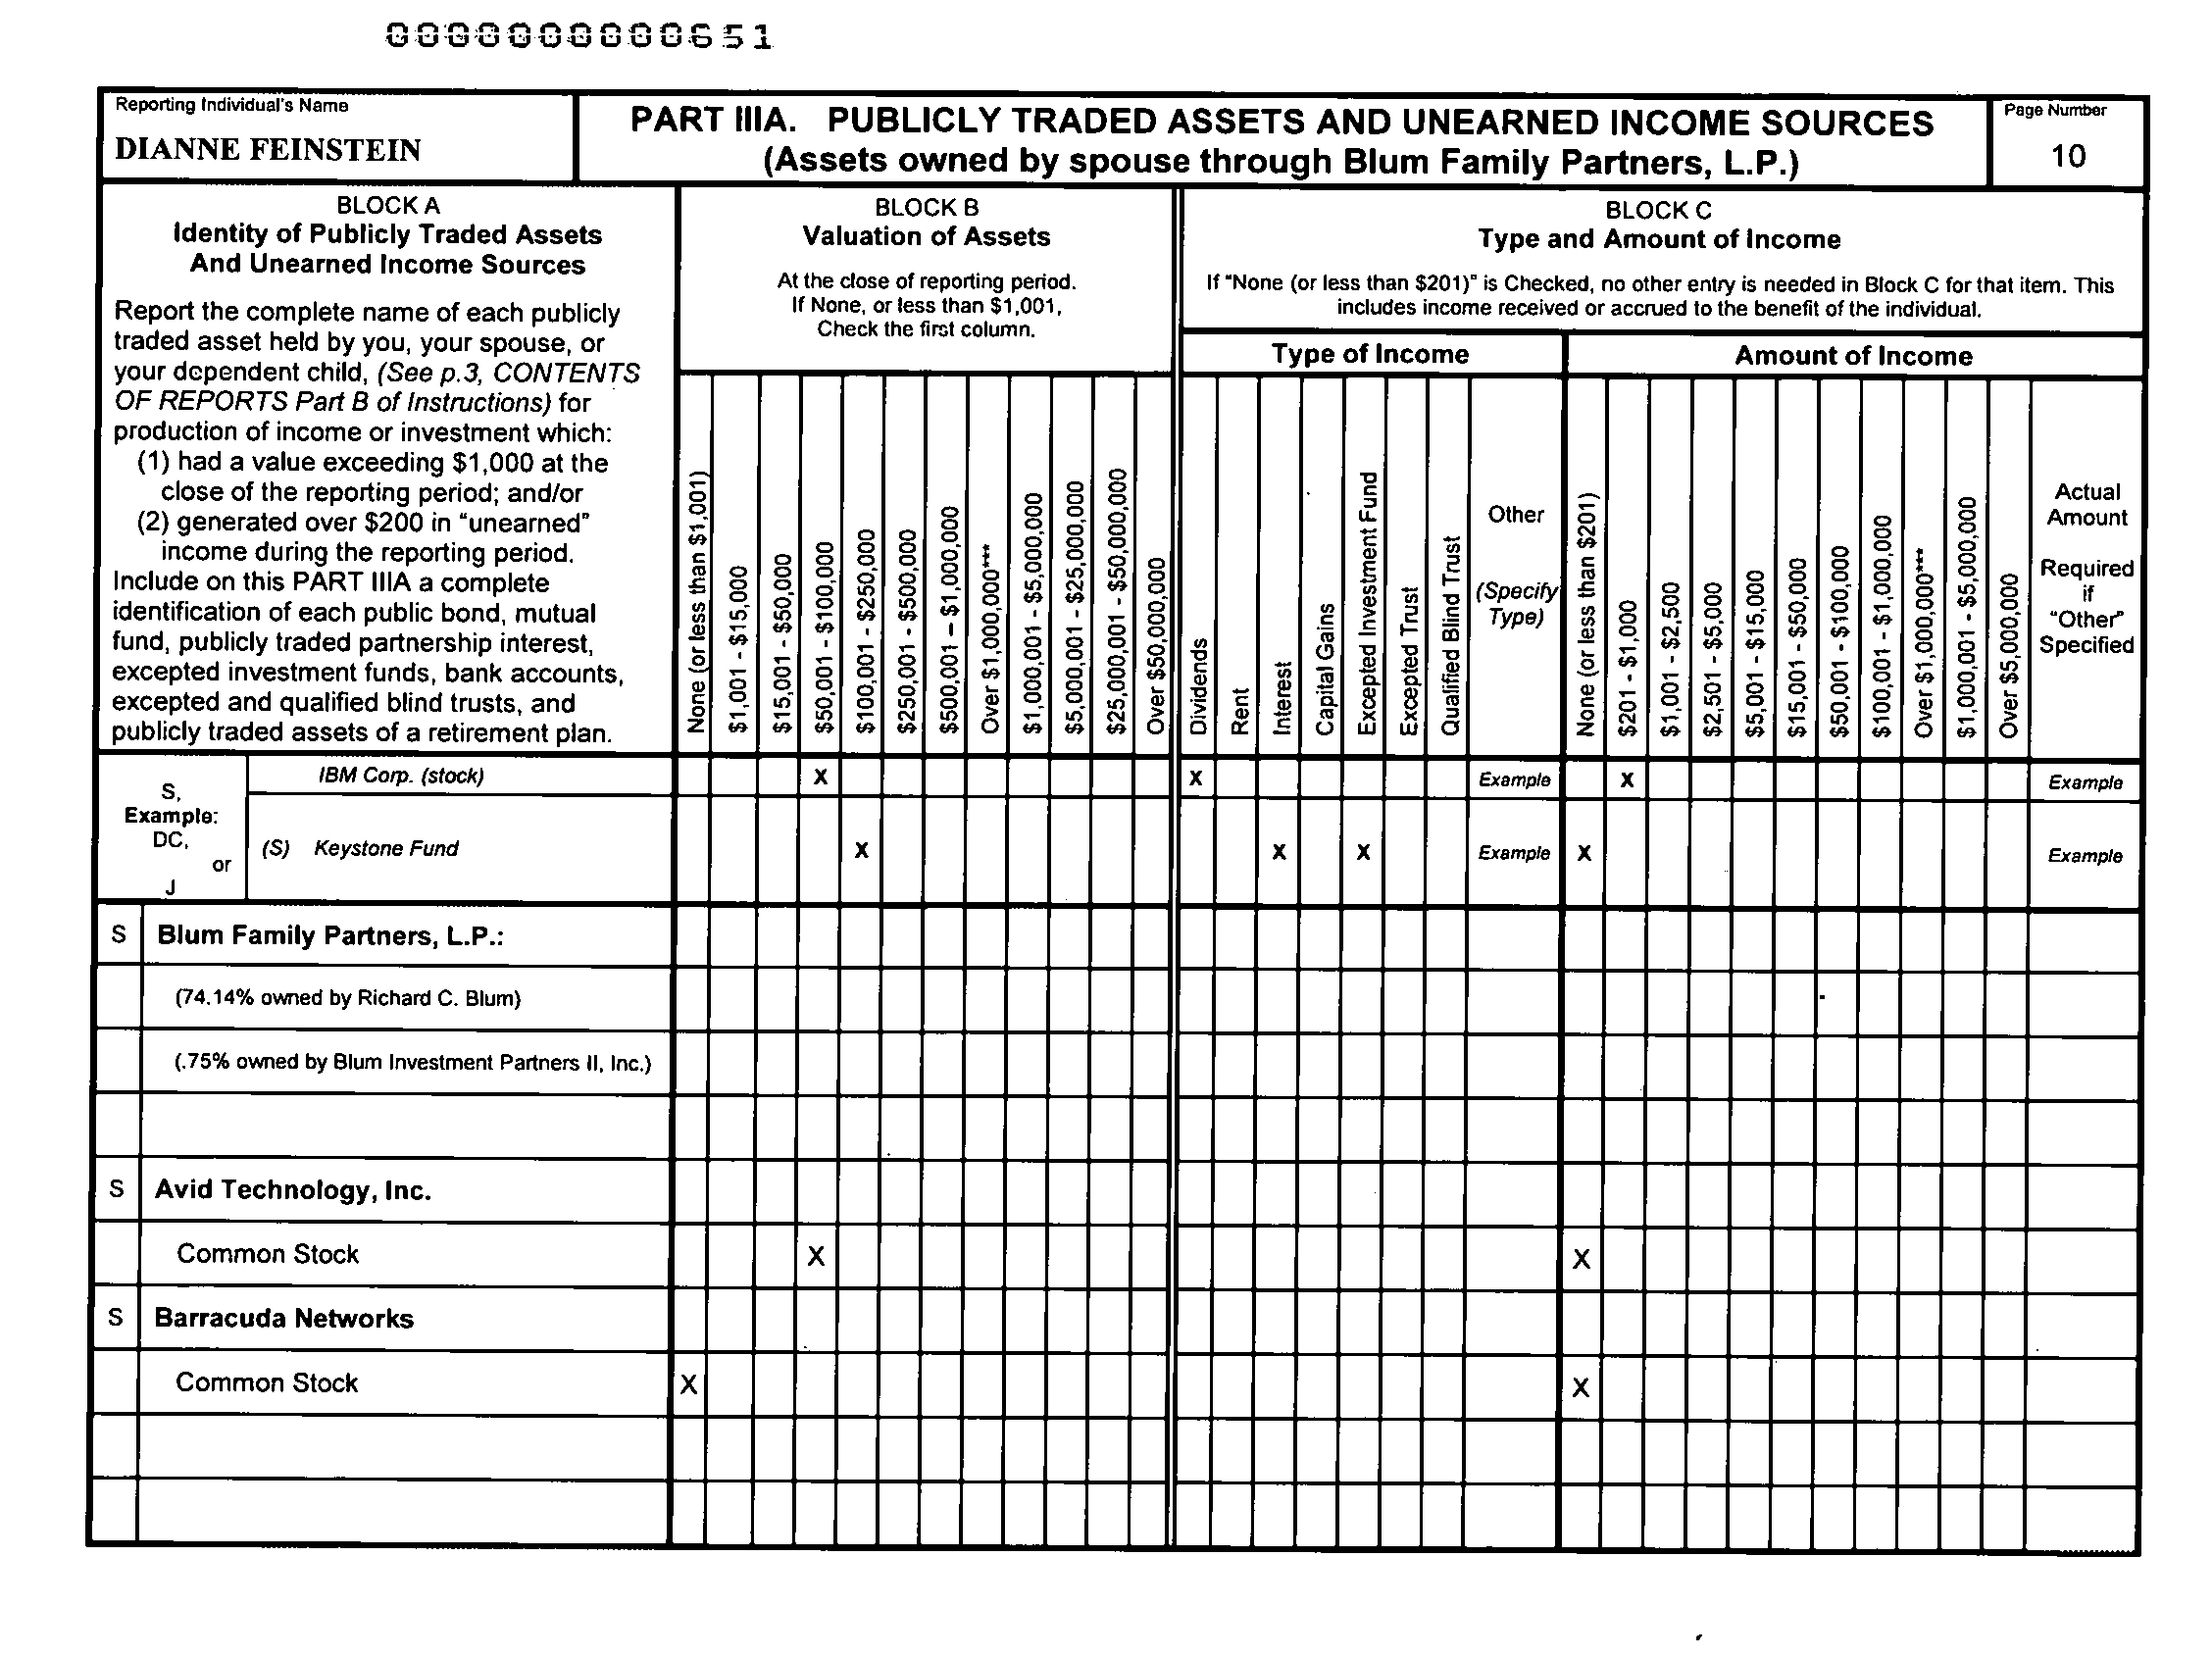 0000000000651
Reporting Individual's Name
DIANNE FEINSTEIN
PART IIIA. PUBLICLY TRADED ASSETS AND UNEARNED INCOME SOURCES
(Assets owned by spouse through Blum Family Partners, L.P.)
Page Number
10
BLOCK A
Identity of Publicly Traded Assets
And Unearned Income Sources
Report the complete name of each publicly
traded asset held by you, your spouse, or
your dependent child, (See p.3, CONTENTS
OF REPORTS Part B of Instructions) for
production of income or investment which:
(1) had a value exceeding $1,000 at the
close of the reporting period; and/or
(2) generated over $200 in "unearned"
income during the reporting period.
Include on this PART IIIA a complete
identification of each public bond, mutual
fund, publicly traded partnership interest,
excepted investment funds, bank accounts,
excepted and qualified blind trusts, and
publicly traded assets of a retirement plan.
BLOCK B
Valuation of Assets
At the close of reporting period.
If None, or less than $1,001,
Check the first column.
None (or less than $1,001)
$1,001 - $15,000
$15,001 - $50,000
$50,001 - $100,000
$100,001 - $250,000
$250,001 - $500,000
$500,001 – $1,000,000
Over $1,000,000***
$1,000,001 - $5,000,000
$5,000,001 - $25,000,000
$25,000,001 - $50,000,000
Over $50,000,000
BLOCK C
Type and Amount of Income
If "None (or less than $201)" is Checked, no other entry is needed in Block C for that item. This
includes income received or accrued to the benefit of the individual.
Type of Income
Dividends
Rent
Interest
Capital Gains
Excepted Investment Fund
Excepted Trust
Qualified Blind Trust
Other
(Specify
Type)
Amount of Income
None (or less than $201)
$201 - $1,000
$1,001 - $2,500
$2,501 - $5,000
$5,001 - $15,000
$15,001 - $50,000
$50,001 - $100,000
$100,001 - $1,000,000
Over $1,000,000***
$1,000,001 - $5,000,000
Over $5,000,000
Actual
Amount
Required
if
"Other"
Specified
S,
Example:
DC,
or
J
IBM Corp. (stock) X X Example X Example
(S) Keystone Fund X X X Example X Example
S Blum Family Partners, L.P.:
(74.14% owned by Richard C. Blum)
(.75% owned by Blum Investment Partners II, Inc.)
S Avid Technology, Inc.
Common Stock X X
S Barracuda Networks
Common Stock X X